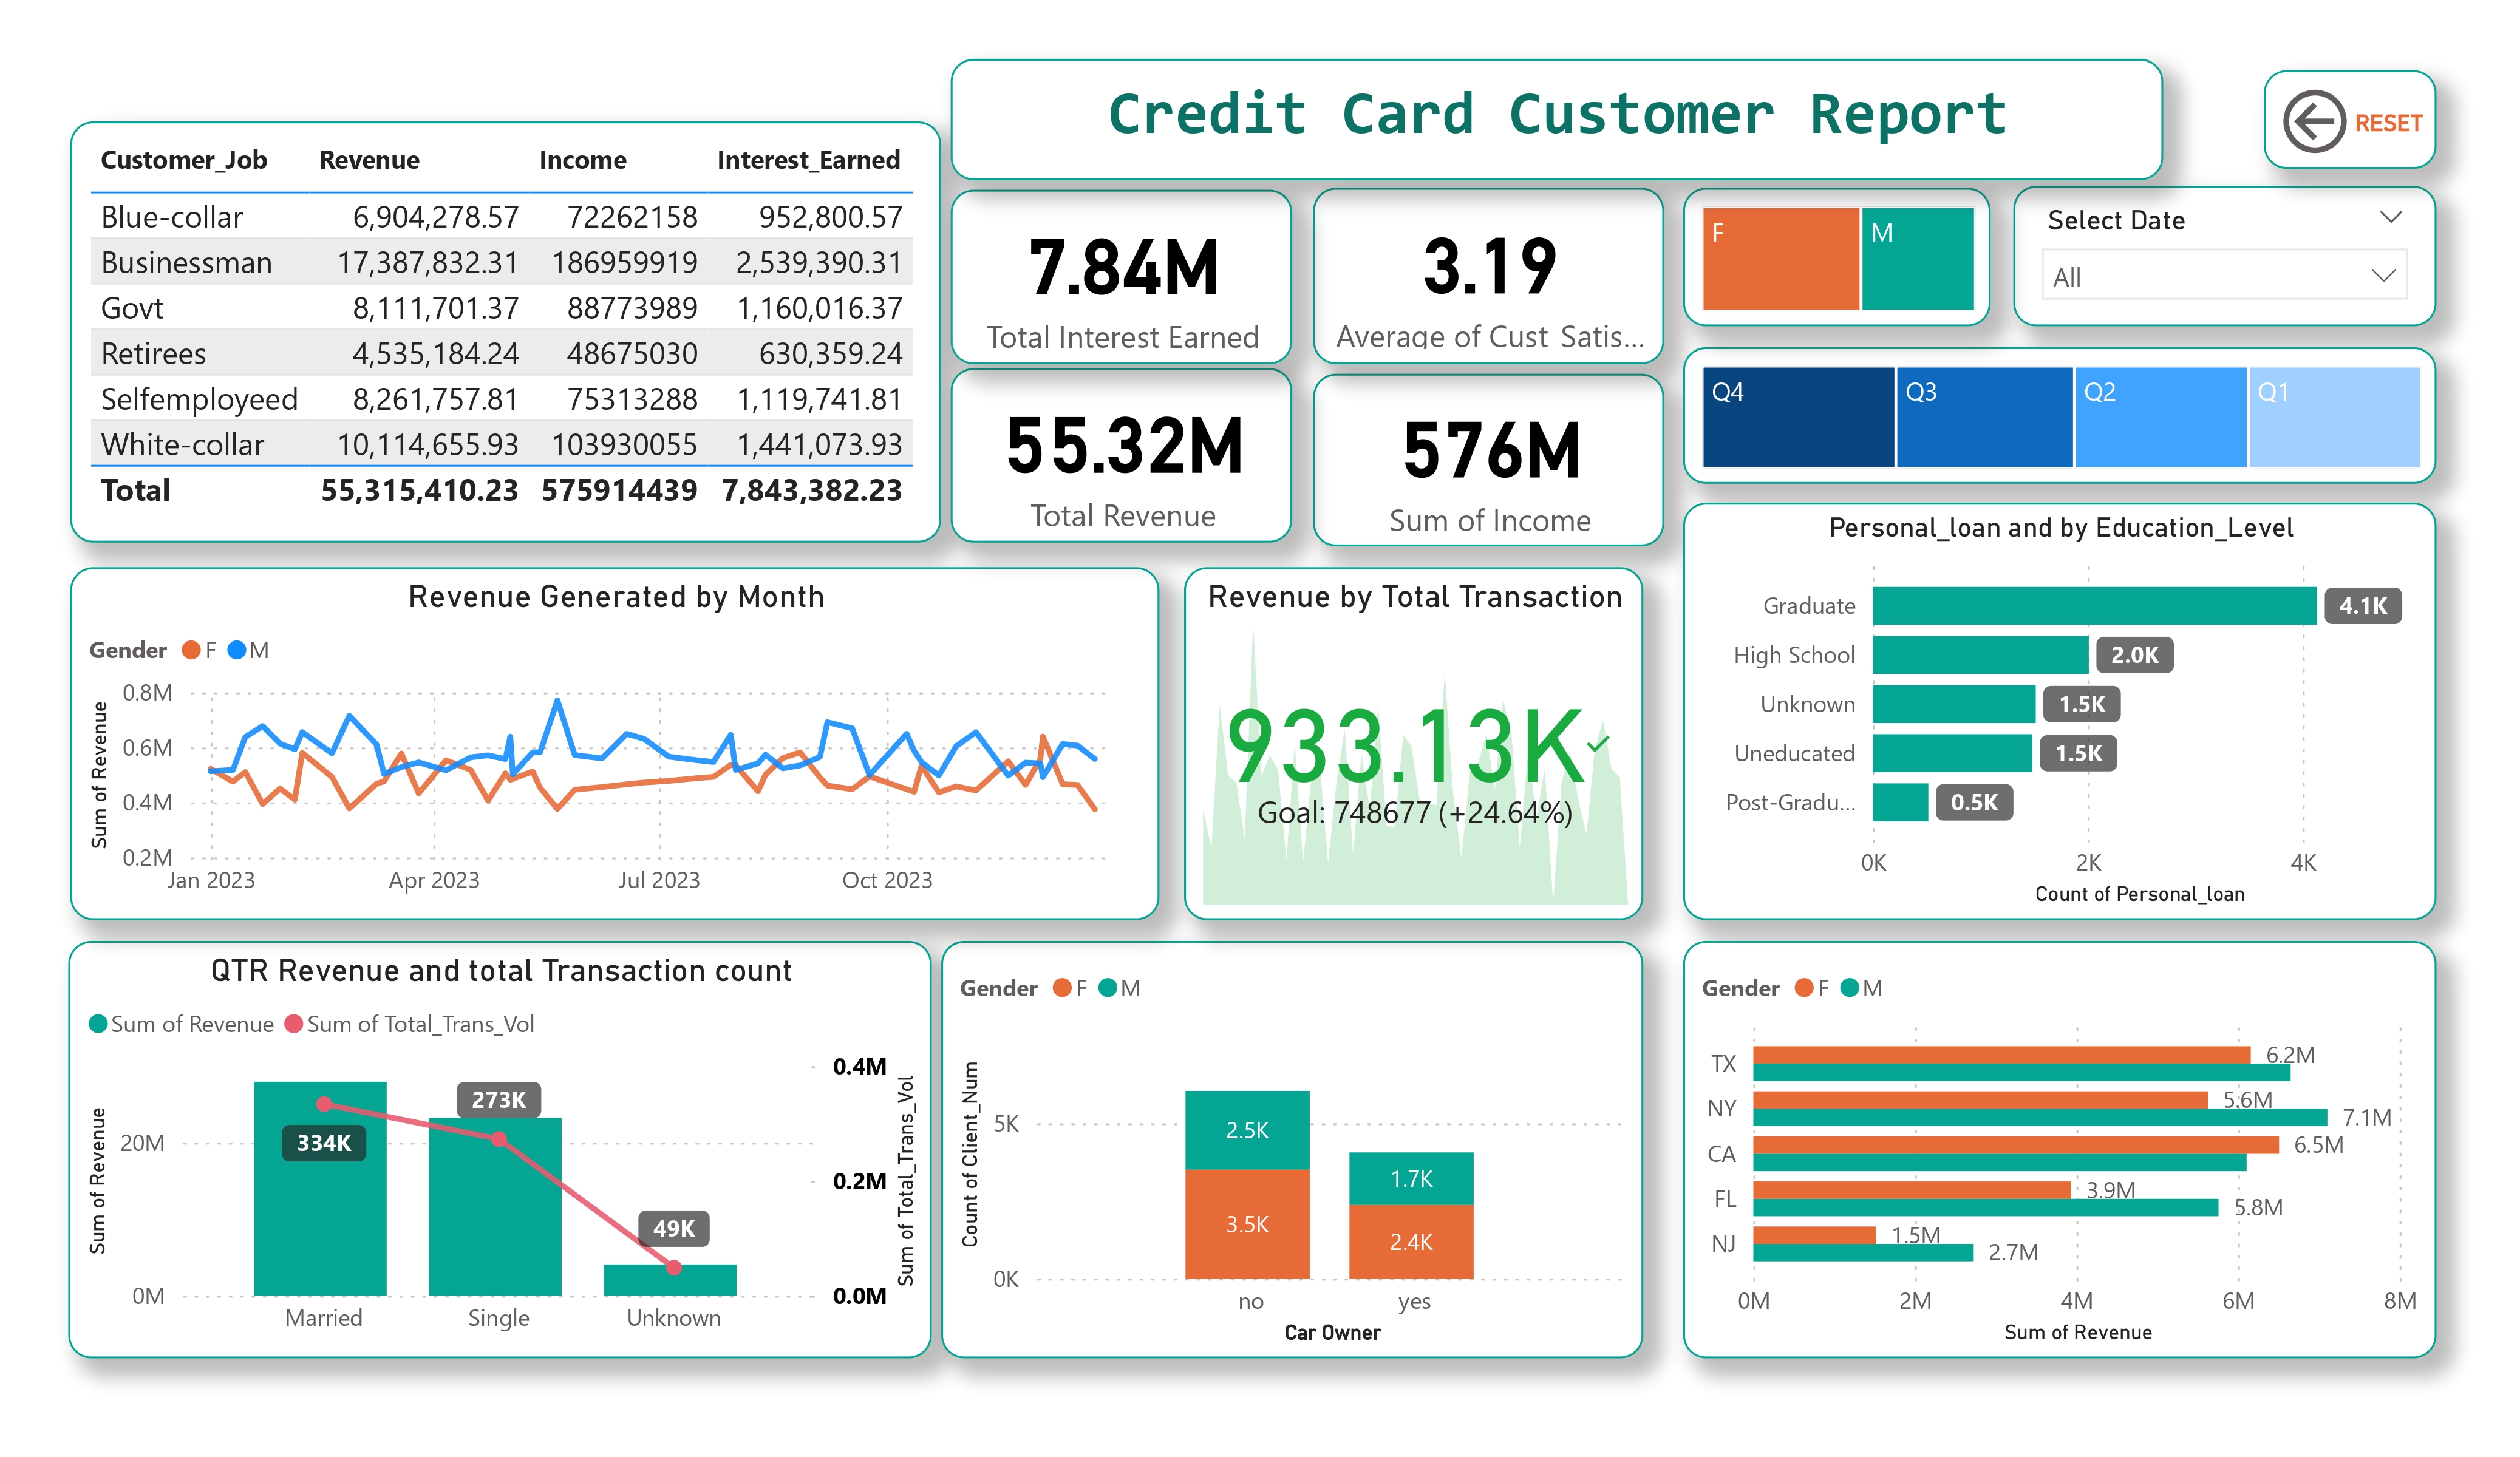 Credit Card Customer Report
RESET
Customer_Job Revenue Income Interest_Earned
Blue-collar 6,904,278.57 72262158 952,800.57
Businessman 17,387,832.31 186959919 2,539,390.31
Govt 8,111,701.37 88773989 1,160,016.37
Retirees 4,535,184.24 48675030 630,359.24
Selfemployeed 8,261,757.81 75313288 1,119,741.81
White-collar 10,114,655.93 103930055 1,441,073.93
Total 55,315,410.23 575914439 7,843,382.23
7.84M
Total Interest Earned
3.19
Average of Cust Satis...
55.32M
Total Revenue
576M
Sum of Income
F M
Select Date
All
Q4 Q3 Q2 Q1
Revenue Generated by Month
Gender F M
Sum of Revenue
0.8M
0.6M
0.4M
0.2M
Jan 2023 Apr 2023 Jul 2023 Oct 2023
Revenue by Total Transaction
933.13K
Goal: 748677 (+24.64%)
Personal_loan and by Education_Level
Graduate 4.1K
High School 2.0K
Unknown 1.5K
Uneducated 1.5K
Post-Gradu... 0.5K
0K 2K 4K
Count of Personal_loan
QTR Revenue and total Transaction count
Sum of Revenue Sum of Total_Trans_Vol
Sum of Revenue
20M
0M
334K
273K
49K
0.4M
0.2M
0.0M
Sum of Total_Trans_Vol
Married Single Unknown
Gender F M
Count of Client_Num
5K
0K
2.5K
3.5K
1.7K
2.4K
no yes
Car Owner
Gender F M
TX 6.2M
NY 5.6M
7.1M
CA 6.5M
FL 3.9M
5.8M
NJ 1.5M
2.7M
0M 2M 4M 6M 8M
Sum of Revenue